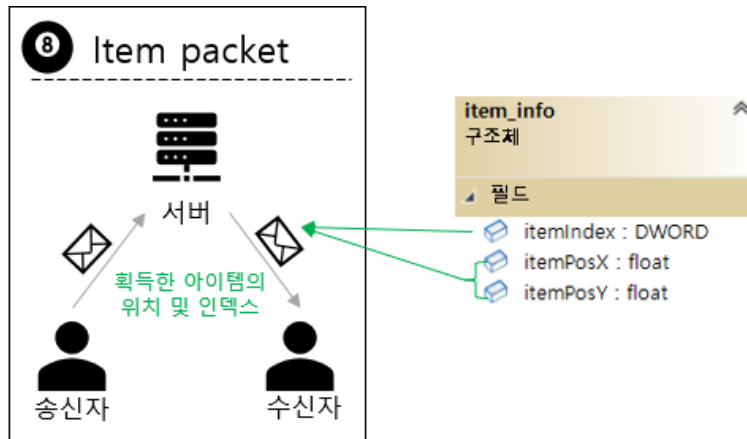 8 Item packet
서버
획득한 아이템의
위치 및 인덱스
송신자
수신자
item_info
구조체
필드
itemIndex : DWORD
itemPosX : float
itemPosY : float